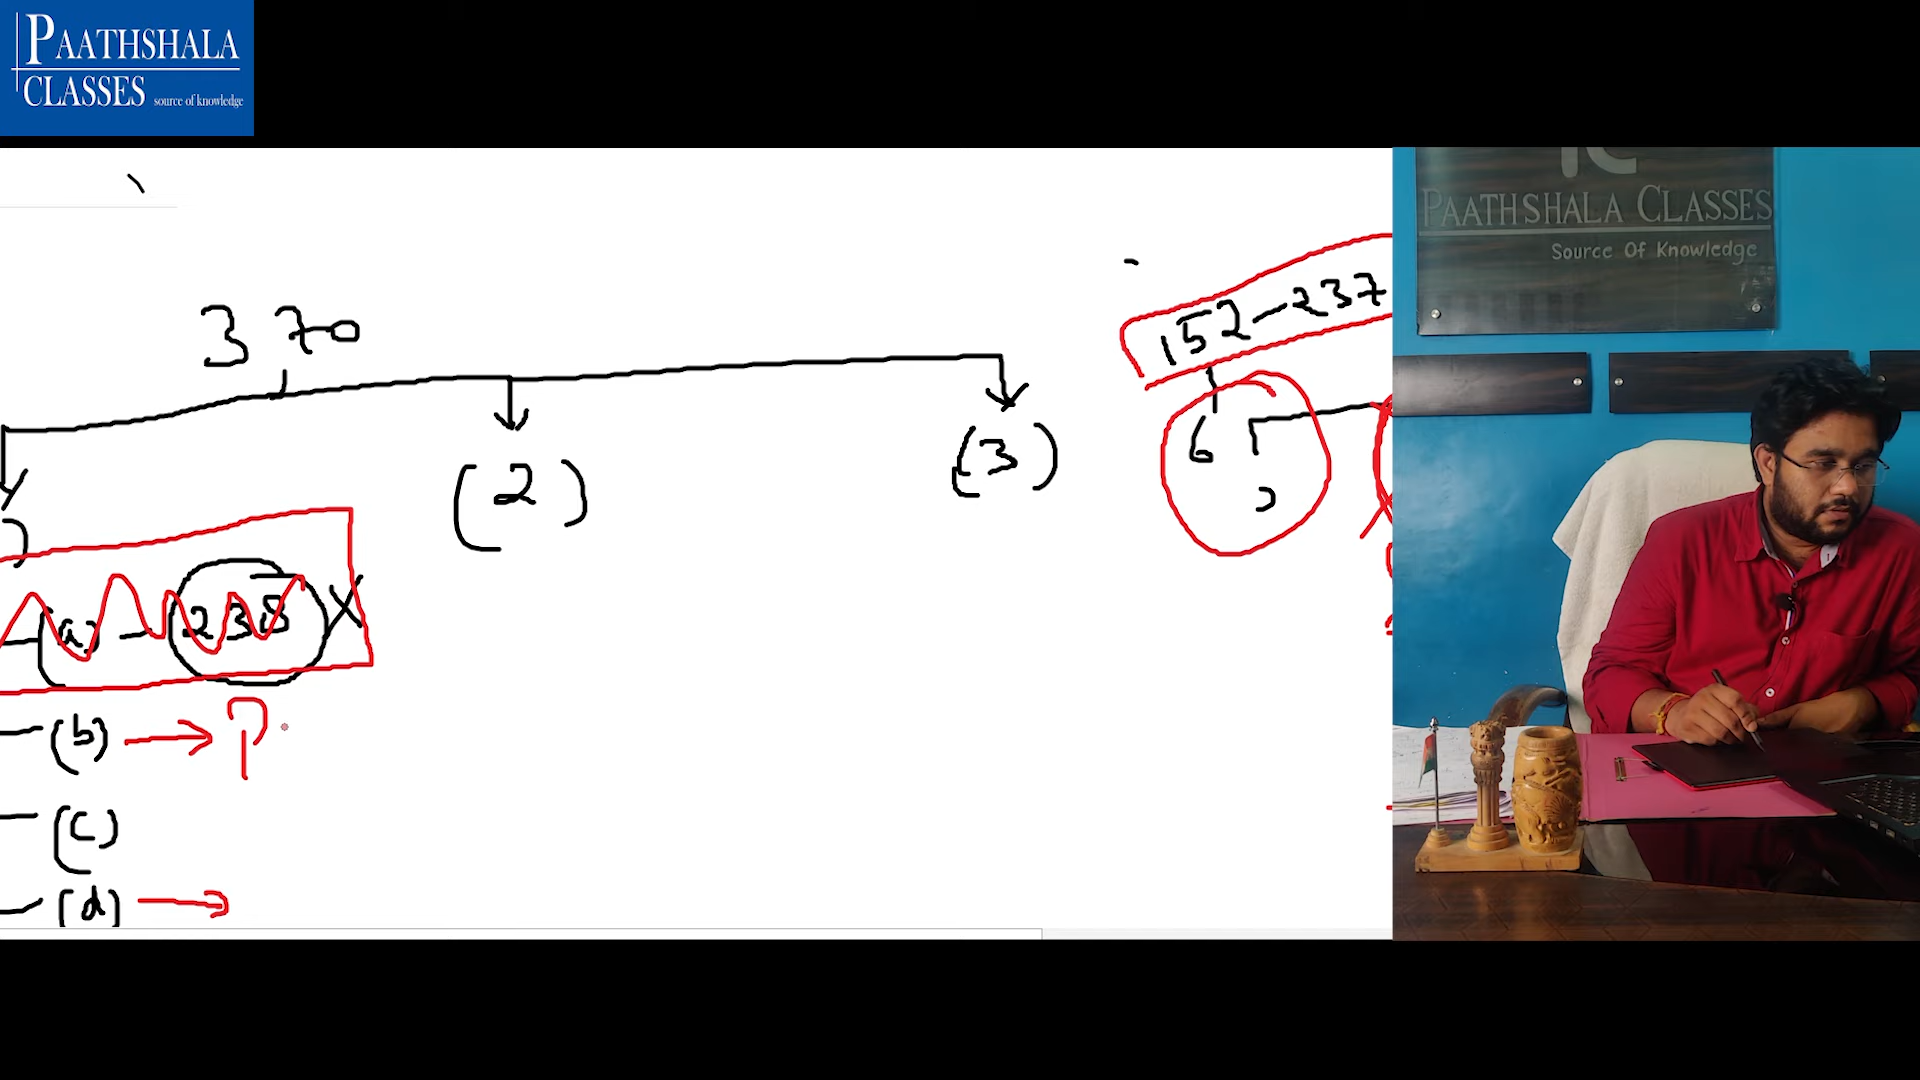 PAATHSHALA
CLASSES source of knowledge
PAATHSHALA CLASSES
Source Of Knowledge
370
152-237
6
(2)
(3)
(a) - 238 X
(b) → P
(c)
(d) →